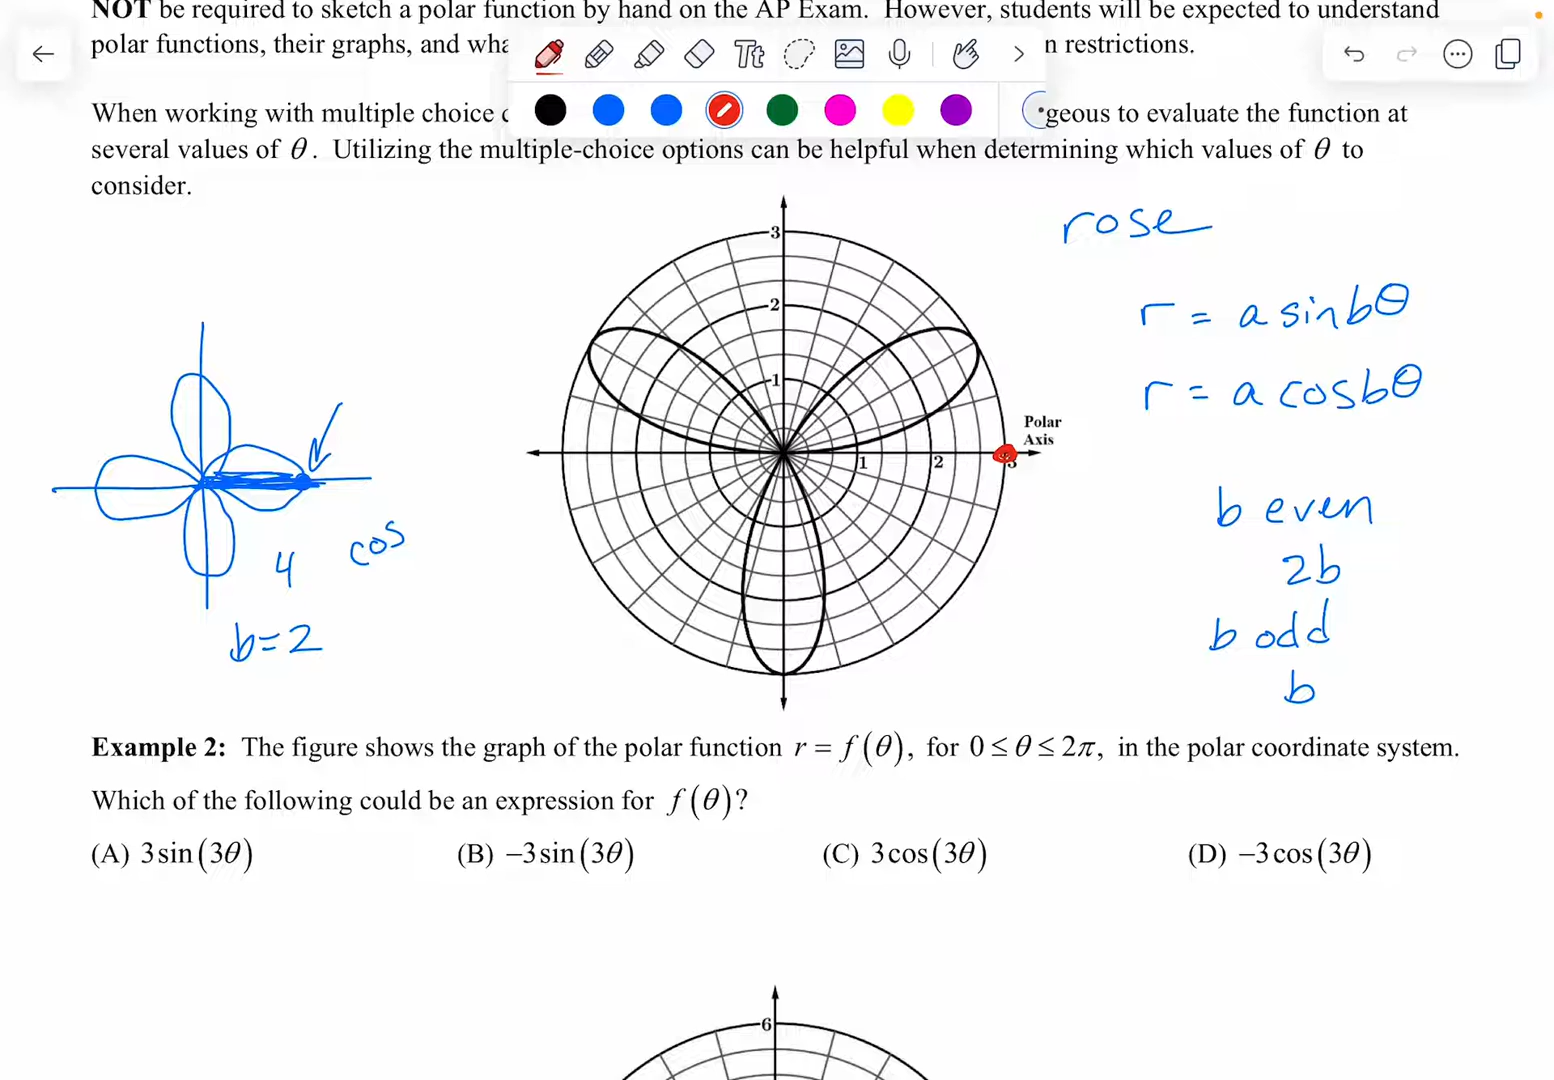 NOT be required to sketch a polar function by hand on the AP Exam. However, students will be expected to understand
polar functions, their graphs, and wha
n restrictions.
Tt
When working with multiple choice
geous to evaluate the function at
several values of θ. Utilizing the multiple-choice options can be helpful when determining which values of θ to
consider.
rose
r = a sin bθ
r = a cos bθ
b even
2b
b odd
b
3
2
1
Polar
Axis
1
2
3
4
cos
b=2
Example 2: The figure shows the graph of the polar function r = f(θ), for 0 ≤ θ ≤ 2π, in the polar coordinate system.
Which of the following could be an expression for f(θ)?
(A) 3sin(3θ) (B) −3sin(3θ) (C) 3cos(3θ) (D) −3cos(3θ)
6